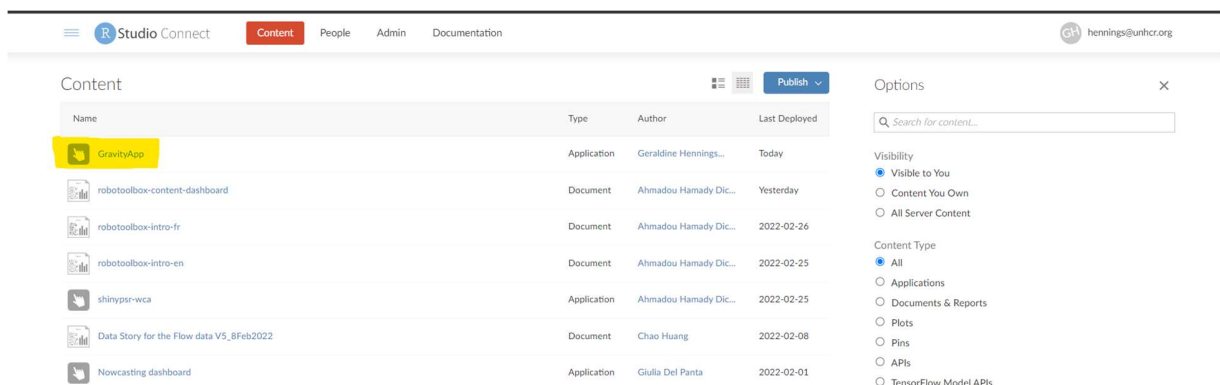 R Studio Connect Content People Admin Documentation GH hennings@unhcr.org
Content Publish Options
Name Type Author Last Deployed
Search for content...
GravityApp Application Geraldine Hennings... Today
Visibility
Visible to You
robotoolbox-content-dashboard Document Ahmadou Hamady Dic... Yesterday
Content You Own
All Server Content
robotoolbox-intro-fr Document Ahmadou Hamady Dic... 2022-02-26
Content Type
robotoolbox-intro-en Document Ahmadou Hamady Dic... 2022-02-25
All
Applications
shinypsr-wca Application Ahmadou Hamady Dic... 2022-02-25
Documents & Reports
Plots
Data Story for the Flow data V5_8Feb2022 Document Chao Huang 2022-02-08
Pins
APIs
Nowcasting dashboard Application Giulia Del Panta 2022-02-01
TensorFlow Model APIs